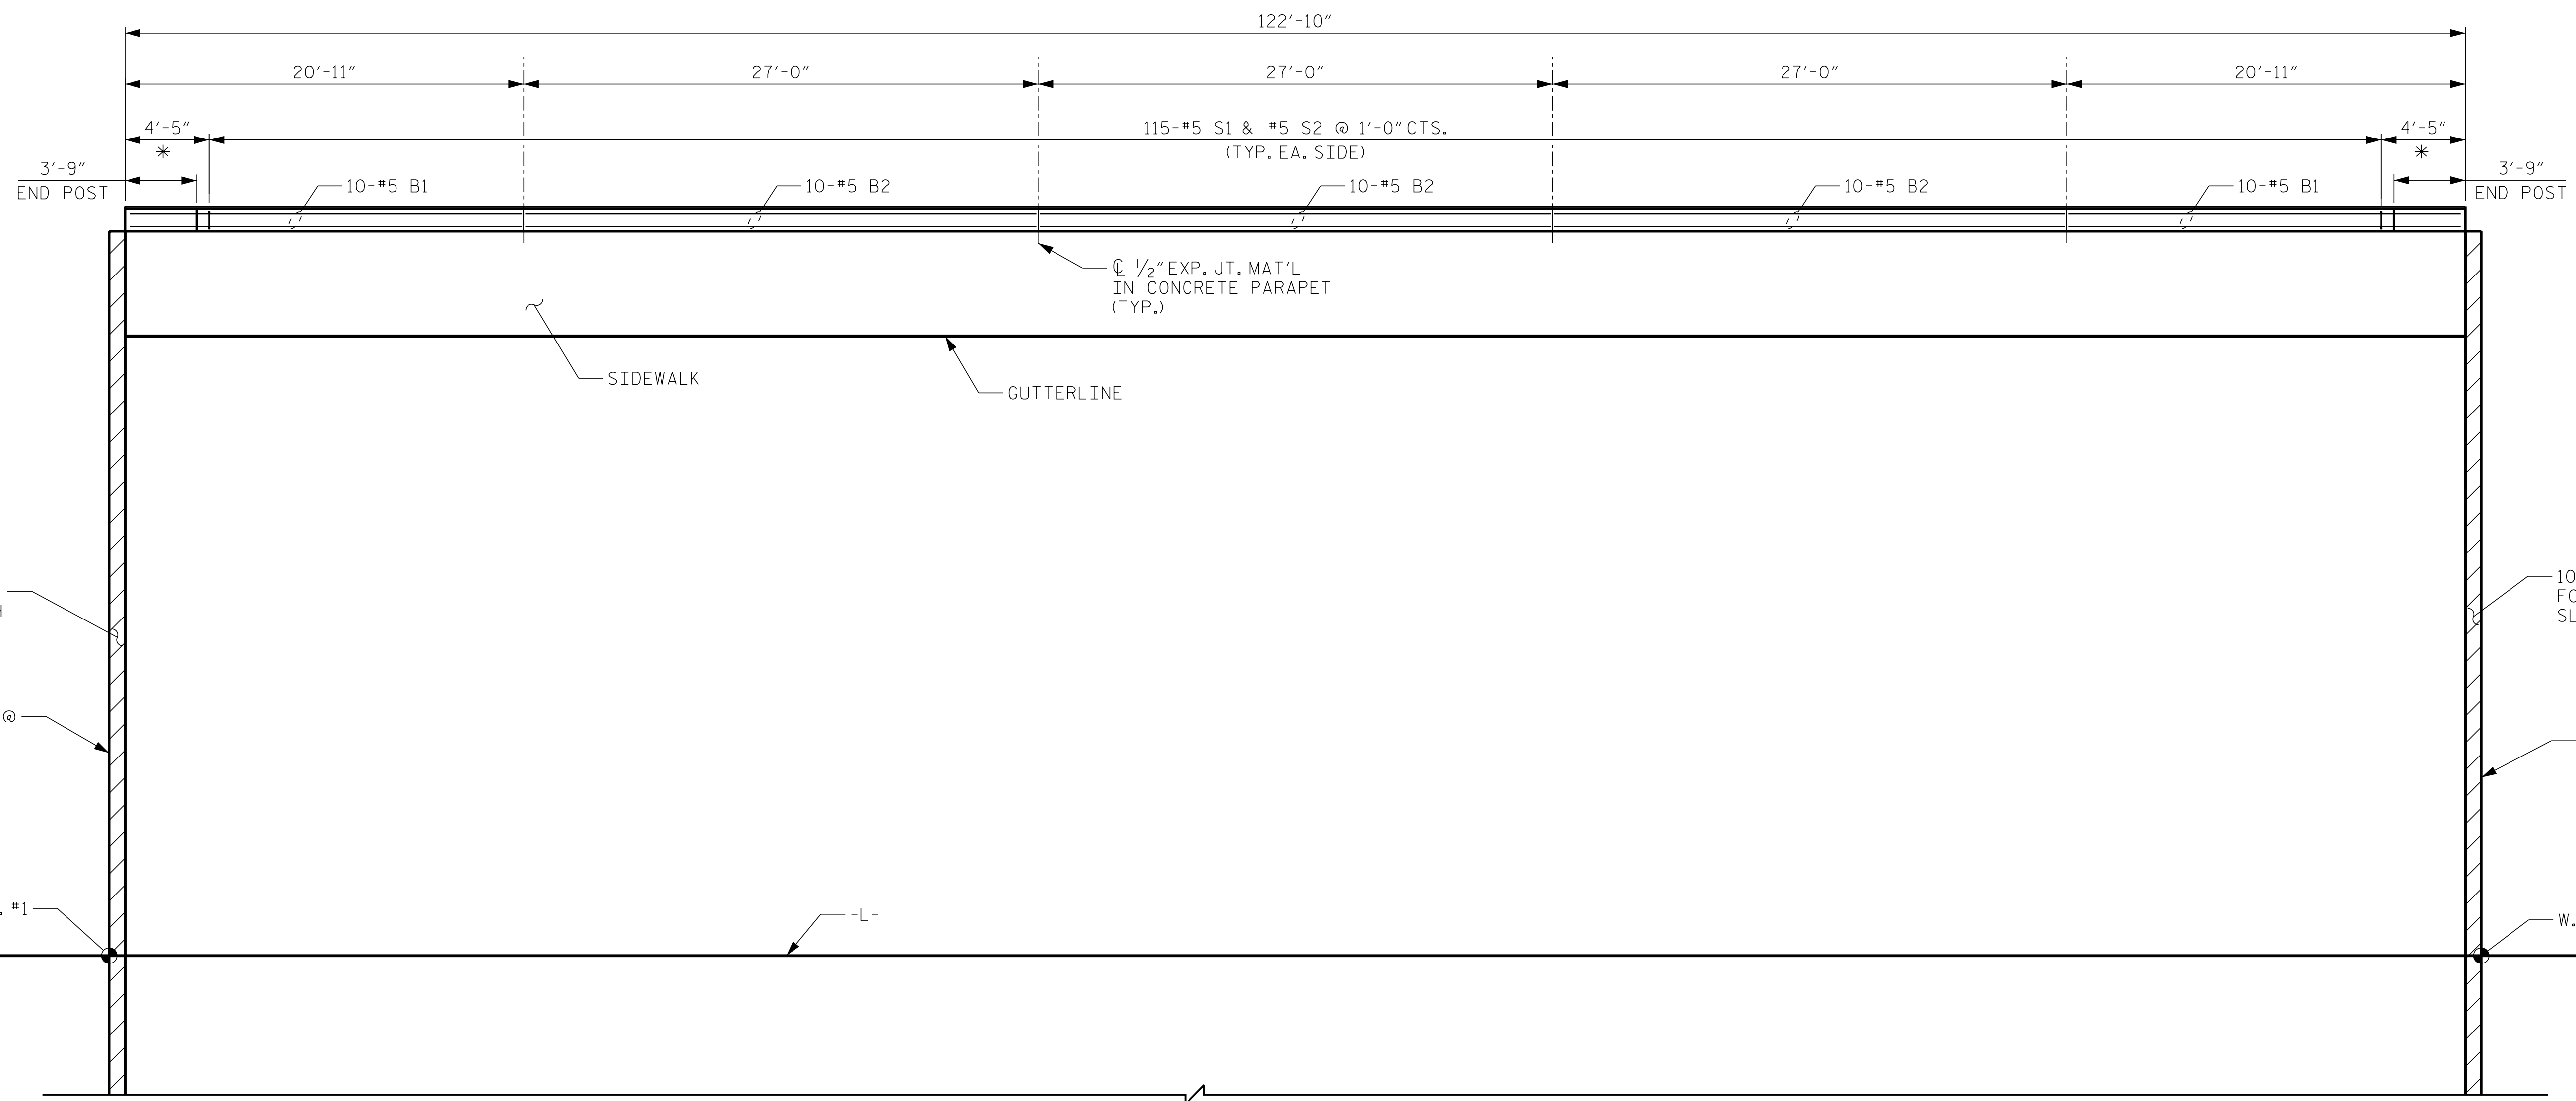 122'-10"
20'-11"
27'-0"
27'-0"
27'-0"
20'-11"
4'-5"
*
115-#5 S1 & #5 S2 @ 1'-0" CTS.
(TYP. EA. SIDE)
4'-5"
*
3'-9"
END POST
3'-9"
END POST
10-#5 B1
10-#5 B2
10-#5 B2
10-#5 B2
10-#5 B1
℄ 1/2" EXP. JT. MAT'L
IN CONCRETE PARAPET
(TYP.)
SIDEWALK
GUTTERLINE
10
@
#1
-L-
W.